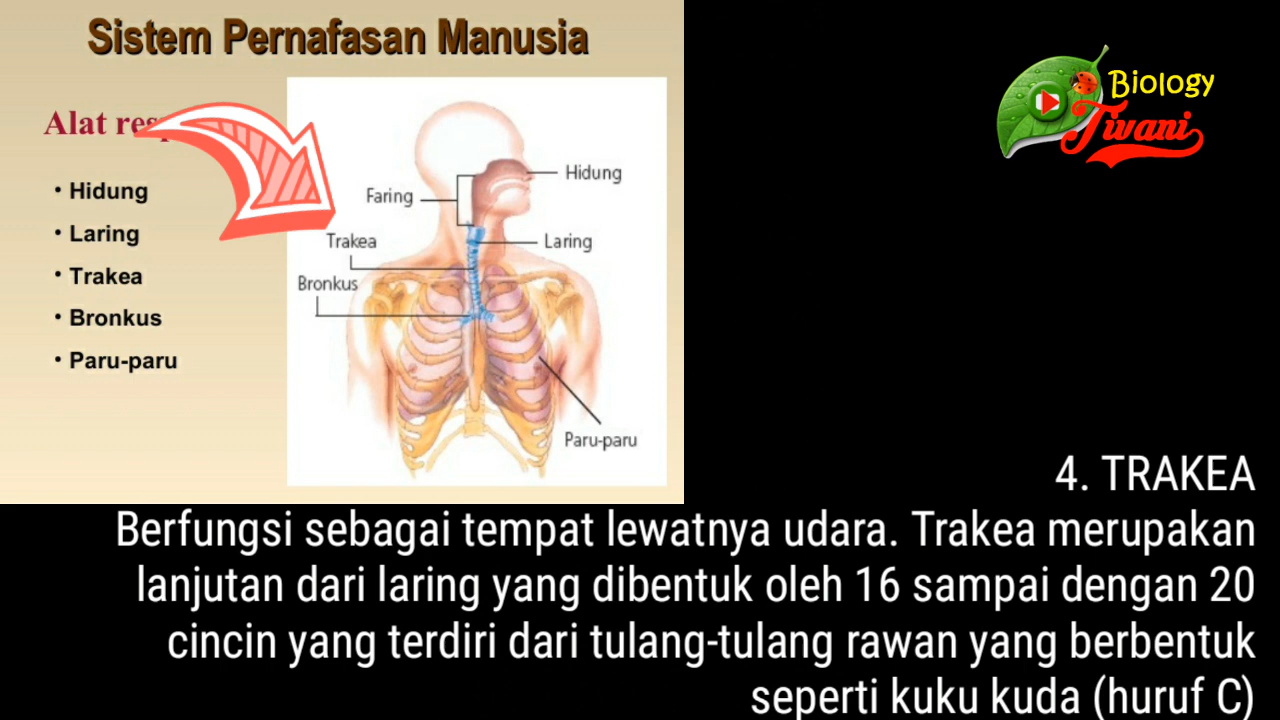 Sistem Pernafasan Manusia
Alat res
• Hidung
• Laring
• Trakea
• Bronkus
• Paru-paru
Hidung
Faring
Trakea
Laring
Bronkus
Paru-paru
Biology
Tivani
4. TRAKEA
Berfungsi sebagai tempat lewatnya udara. Trakea merupakan
lanjutan dari laring yang dibentuk oleh 16 sampai dengan 20
cincin yang terdiri dari tulang-tulang rawan yang berbentuk
seperti kuku kuda (huruf C)